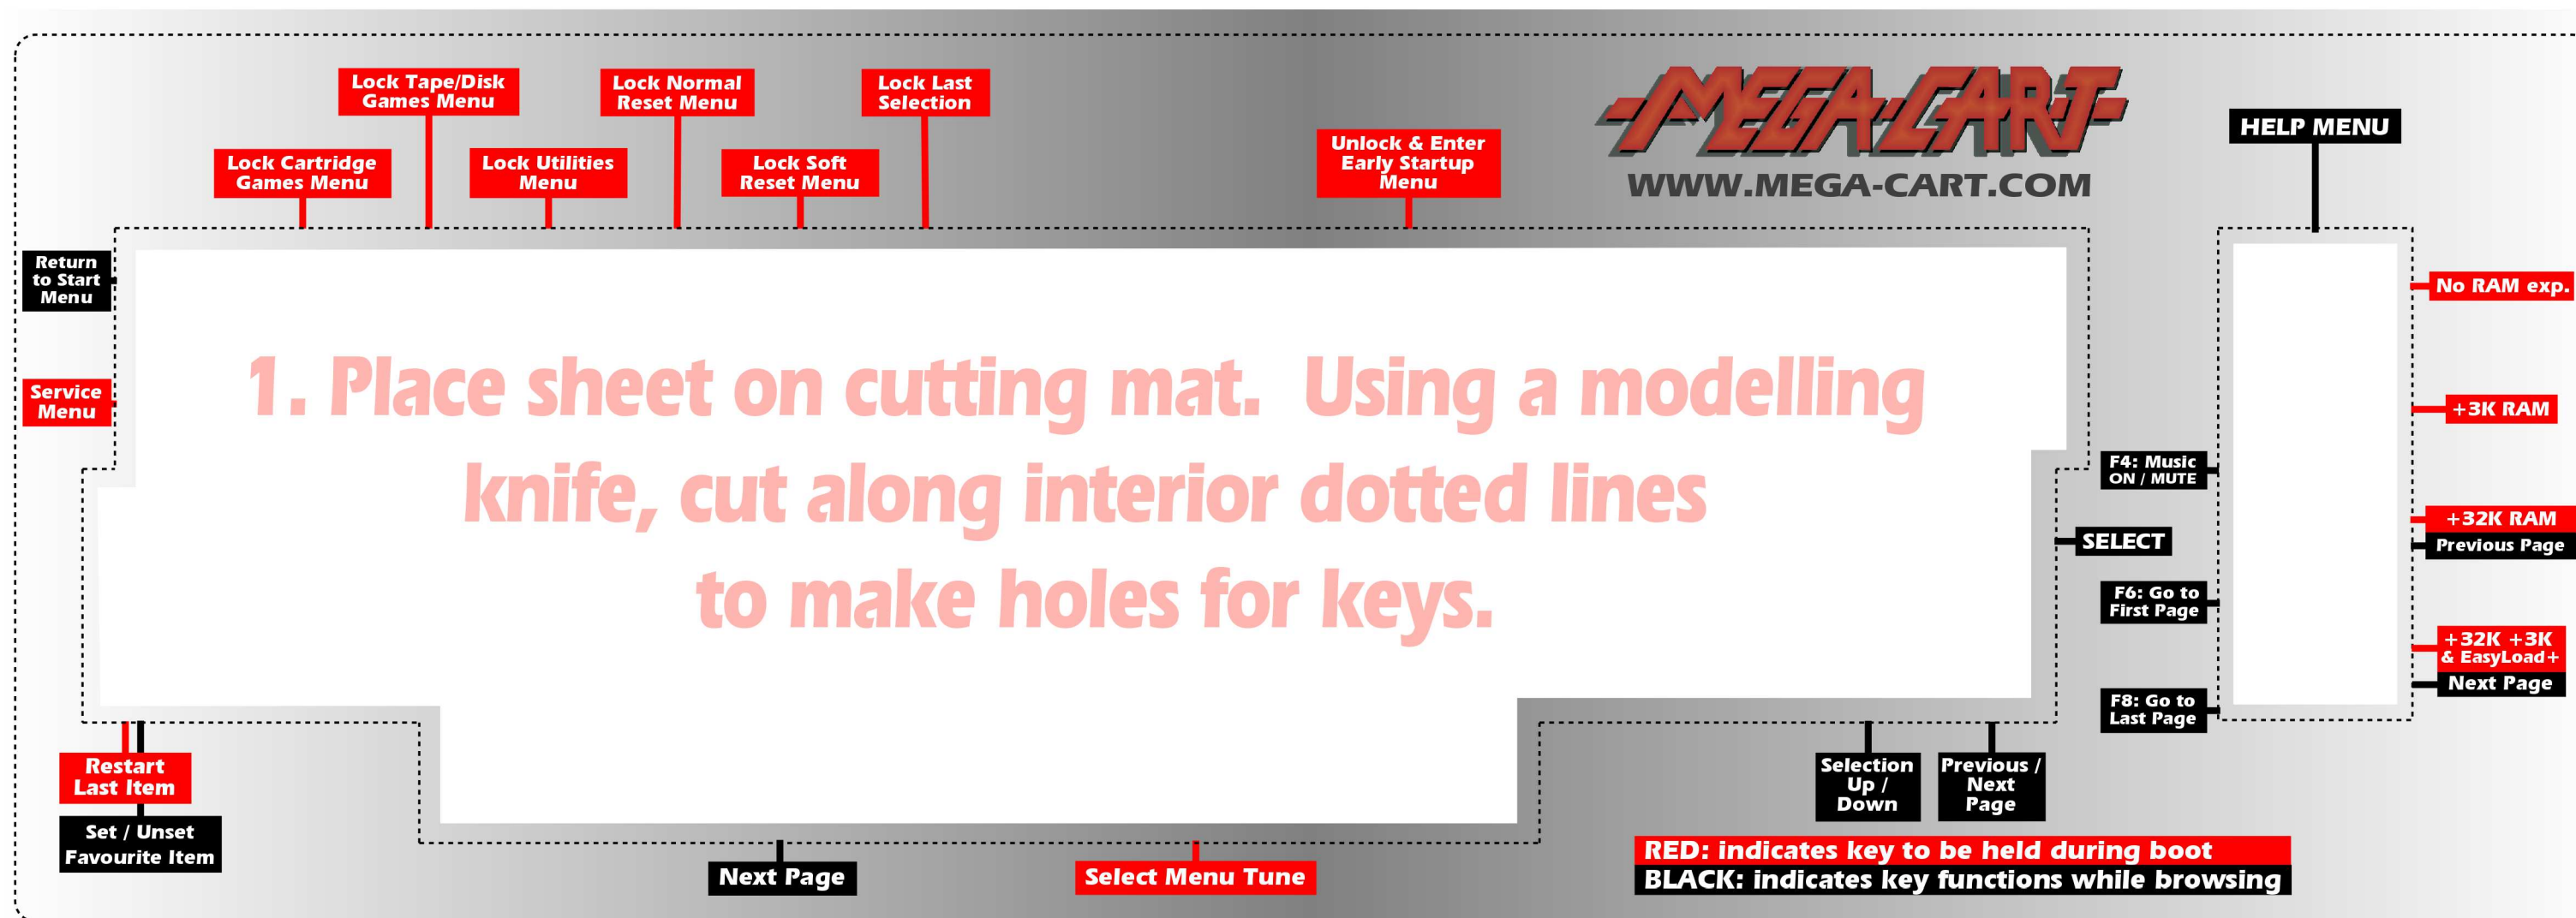 Lock Tape/Disk
Games Menu
Lock Normal
Reset Menu
Lock Last
Selection
MEGA-CART
WWW.MEGA-CART.COM
HELP MENU
Lock Cartridge
Games Menu
Lock Utilities
Menu
Lock Soft
Reset Menu
Unlock & Enter
Early Startup
Menu
Return
to Start
Menu
Service
Menu
1. Place sheet on cutting mat. Using a modelling
knife, cut along interior dotted lines
to make holes for keys.
No RAM exp.
+3K RAM
F4: Music
ON / MUTE
SELECT
+32K RAM
Previous Page
F6: Go to
First Page
+32K +3K
& EasyLoad+
Next Page
F8: Go to
Last Page
Restart
Last Item
Set / Unset
Favourite Item
Next Page
Select Menu Tune
Selection
Up /
Down
Previous /
Next
Page
RED: indicates key to be held during boot
BLACK: indicates key functions while browsing